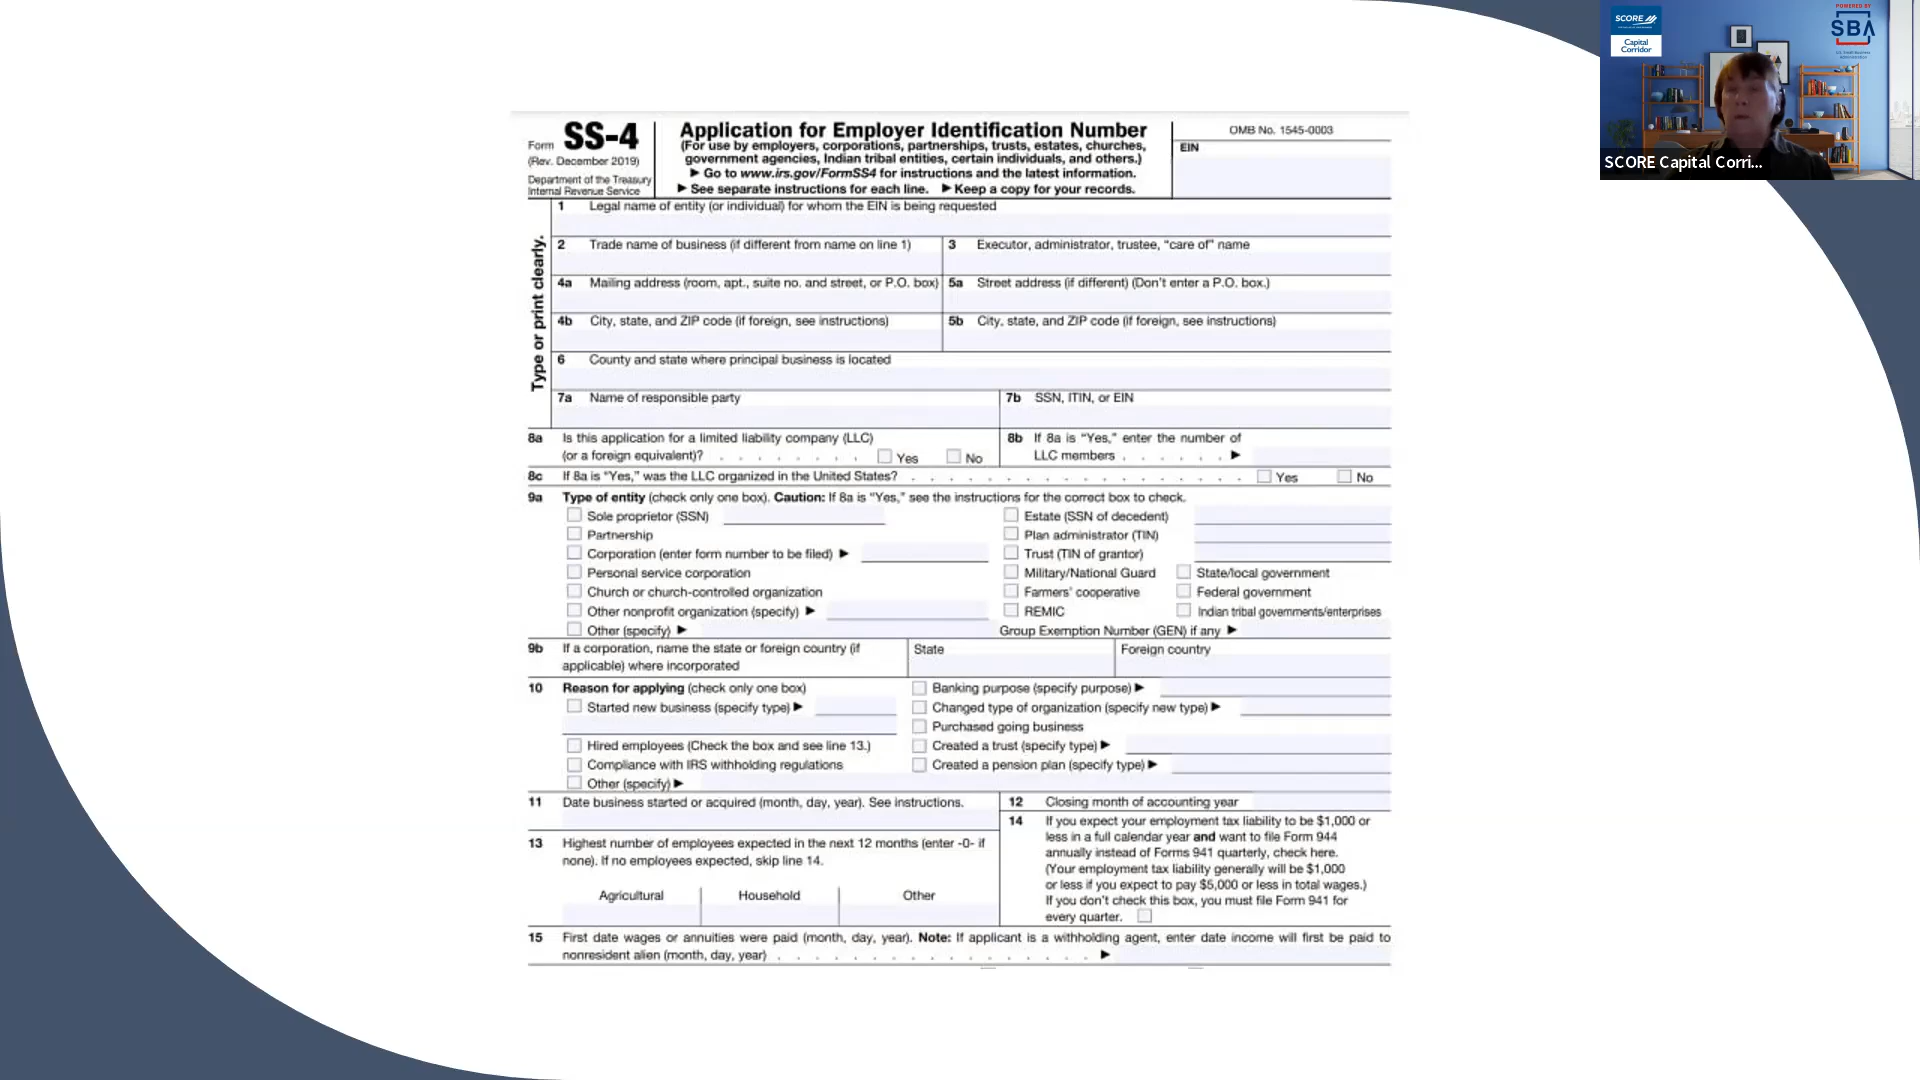 SCORE
Capital
Corridor
POWERED BY
SBA
SCORE Capital Corri...
Form SS-4
(Rev. December 2019)
Department of the Treasury
Internal Revenue Service
Application for Employer Identification Number
(For use by employers, corporations, partnerships, trusts, estates, churches,
government agencies, Indian tribal entities, certain individuals, and others.)
▶ Go to www.irs.gov/FormSS4 for instructions and the latest information.
▶ See separate instructions for each line. ▶ Keep a copy for your records.
OMB No. 1545-0003
EIN
Type or print clearly.
1 Legal name of entity (or individual) for whom the EIN is being requested
2 Trade name of business (if different from name on line 1)
3 Executor, administrator, trustee, “care of” name
4a Mailing address (room, apt., suite no. and street, or P.O. box)
5a Street address (if different) (Don’t enter a P.O. box.)
4b City, state, and ZIP code (if foreign, see instructions)
5b City, state, and ZIP code (if foreign, see instructions)
6 County and state where principal business is located
7a Name of responsible party
7b SSN, ITIN, or EIN
8a Is this application for a limited liability company (LLC)
(or a foreign equivalent)? . . . . . . . . Yes No
8b If 8a is “Yes,” enter the number of
LLC members . . . . . . ▶
8c If 8a is “Yes,” was the LLC organized in the United States? . . . . . . . . . . . . . . . . . . Yes No
9a Type of entity (check only one box). Caution: If 8a is “Yes,” see the instructions for the correct box to check.
Sole proprietor (SSN)
Estate (SSN of decedent)
Partnership
Plan administrator (TIN)
Corporation (enter form number to be filed) ▶
Trust (TIN of grantor)
Personal service corporation
Military/National Guard
State/local government
Church or church-controlled organization
Farmers’ cooperative
Federal government
Other nonprofit organization (specify) ▶
REMIC
Indian tribal governments/enterprises
Other (specify) ▶
Group Exemption Number (GEN) if any ▶
9b If a corporation, name the state or foreign country (if
applicable) where incorporated
State
Foreign country
10 Reason for applying (check only one box)
Banking purpose (specify purpose) ▶
Started new business (specify type) ▶
Changed type of organization (specify new type) ▶
Purchased going business
Hired employees (Check the box and see line 13.)
Created a trust (specify type) ▶
Compliance with IRS withholding regulations
Created a pension plan (specify type) ▶
Other (specify) ▶
11 Date business started or acquired (month, day, year). See instructions.
12 Closing month of accounting year
13 Highest number of employees expected in the next 12 months (enter -0- if
none). If no employees expected, skip line 14.
Agricultural Household Other
14 If you expect your employment tax liability to be $1,000 or
less in a full calendar year and want to file Form 944
annually instead of Forms 941 quarterly, check here.
(Your employment tax liability generally will be $1,000
or less if you expect to pay $5,000 or less in total wages.)
If you don’t check this box, you must file Form 941 for
every quarter.
15 First date wages or annuities were paid (month, day, year). Note: If applicant is a withholding agent, enter date income will first be paid to
nonresident alien (month, day, year) . . . . . . . . . . . . . . . . . ▶